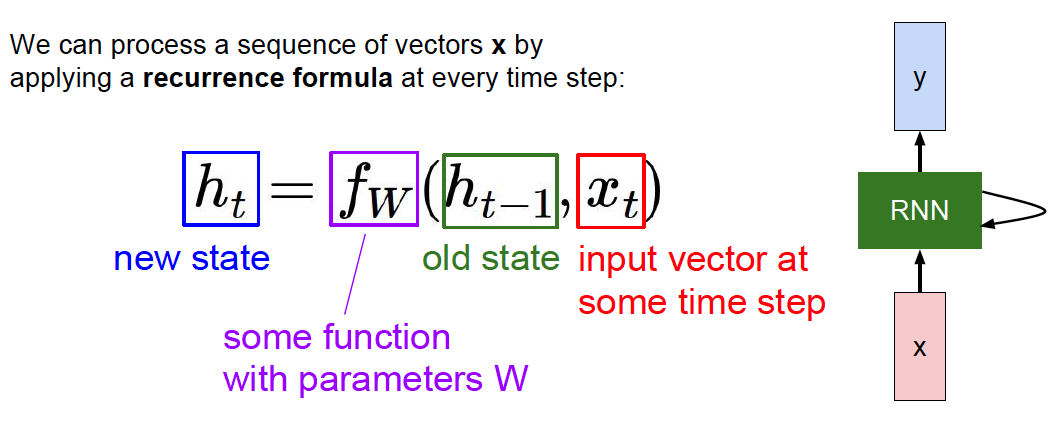 We can process a sequence of vectors x by
applying a recurrence formula at every time step:
h_t = f_W(h_{t-1}, x_t)
new state
old state
input vector at
some time step
some function
with parameters W
y
RNN
x